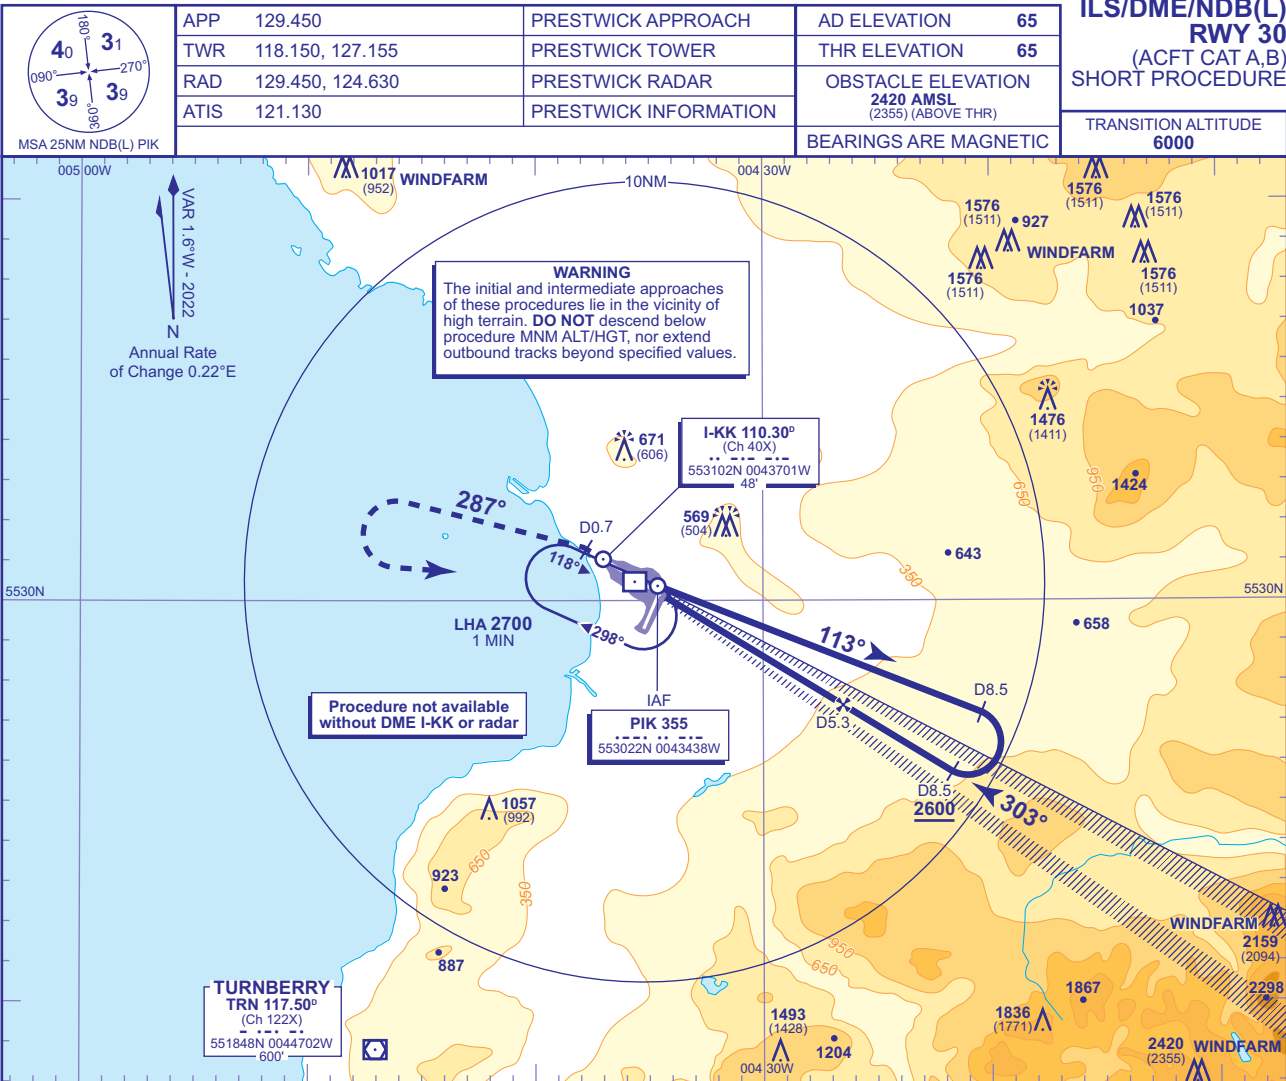 180°
40
31
090°
270°
39
39
360°
MSA 25NM NDB(L) PIK
APP 129.450 PRESTWICK APPROACH
TWR 118.150, 127.155 PRESTWICK TOWER
RAD 129.450, 124.630 PRESTWICK RADAR
ATIS 121.130 PRESTWICK INFORMATION
AD ELEVATION 65
THR ELEVATION 65
OBSTACLE ELEVATION
2420 AMSL
(2355) (ABOVE THR)
BEARINGS ARE MAGNETIC
ILS/DME/NDB(L)
RWY 30
(ACFT CAT A,B)
SHORT PROCEDURE
TRANSITION ALTITUDE
6000
005 00W
1017
(952)
WINDFARM
10NM
004 30W
1576
(1511)
1576
(1511)
1576
(1511)
927
WINDFARM
1576
(1511)
1576
(1511)
1037
VAR 1.6°W - 2022
N
Annual Rate
of Change 0.22°E
WARNING
The initial and intermediate approaches
of these procedures lie in the vicinity of
high terrain. DO NOT descend below
procedure MNM ALT/HGT, nor extend
outbound tracks beyond specified values.
1476
(1411)
671
(606)
I-KK 110.30ᴰ
(Ch 40X)
·· -·- -·-
553102N 0043701W
48'
650
950
1424
287°
D0.7
569
(504)
643
118°
350
5530N
5530N
LHA 2700
1 MIN
298°
113°
658
Procedure not available
without DME I-KK or radar
IAF
PIK 355
·--· ·· -·-
553022N 0043438W
D8.5
D5.3
D8.5
2600
303°
1057
(992)
650
923
350
887
950
650
WINDFARM
2159
(2094)
2298
1867
TURNBERRY
TRN 117.50ᴰ
(Ch 122X)
- ·-· -·
551848N 0044702W
600'
1493
(1428)
1204
1836
(1771)
2420
(2355)
WINDFARM
004 30W